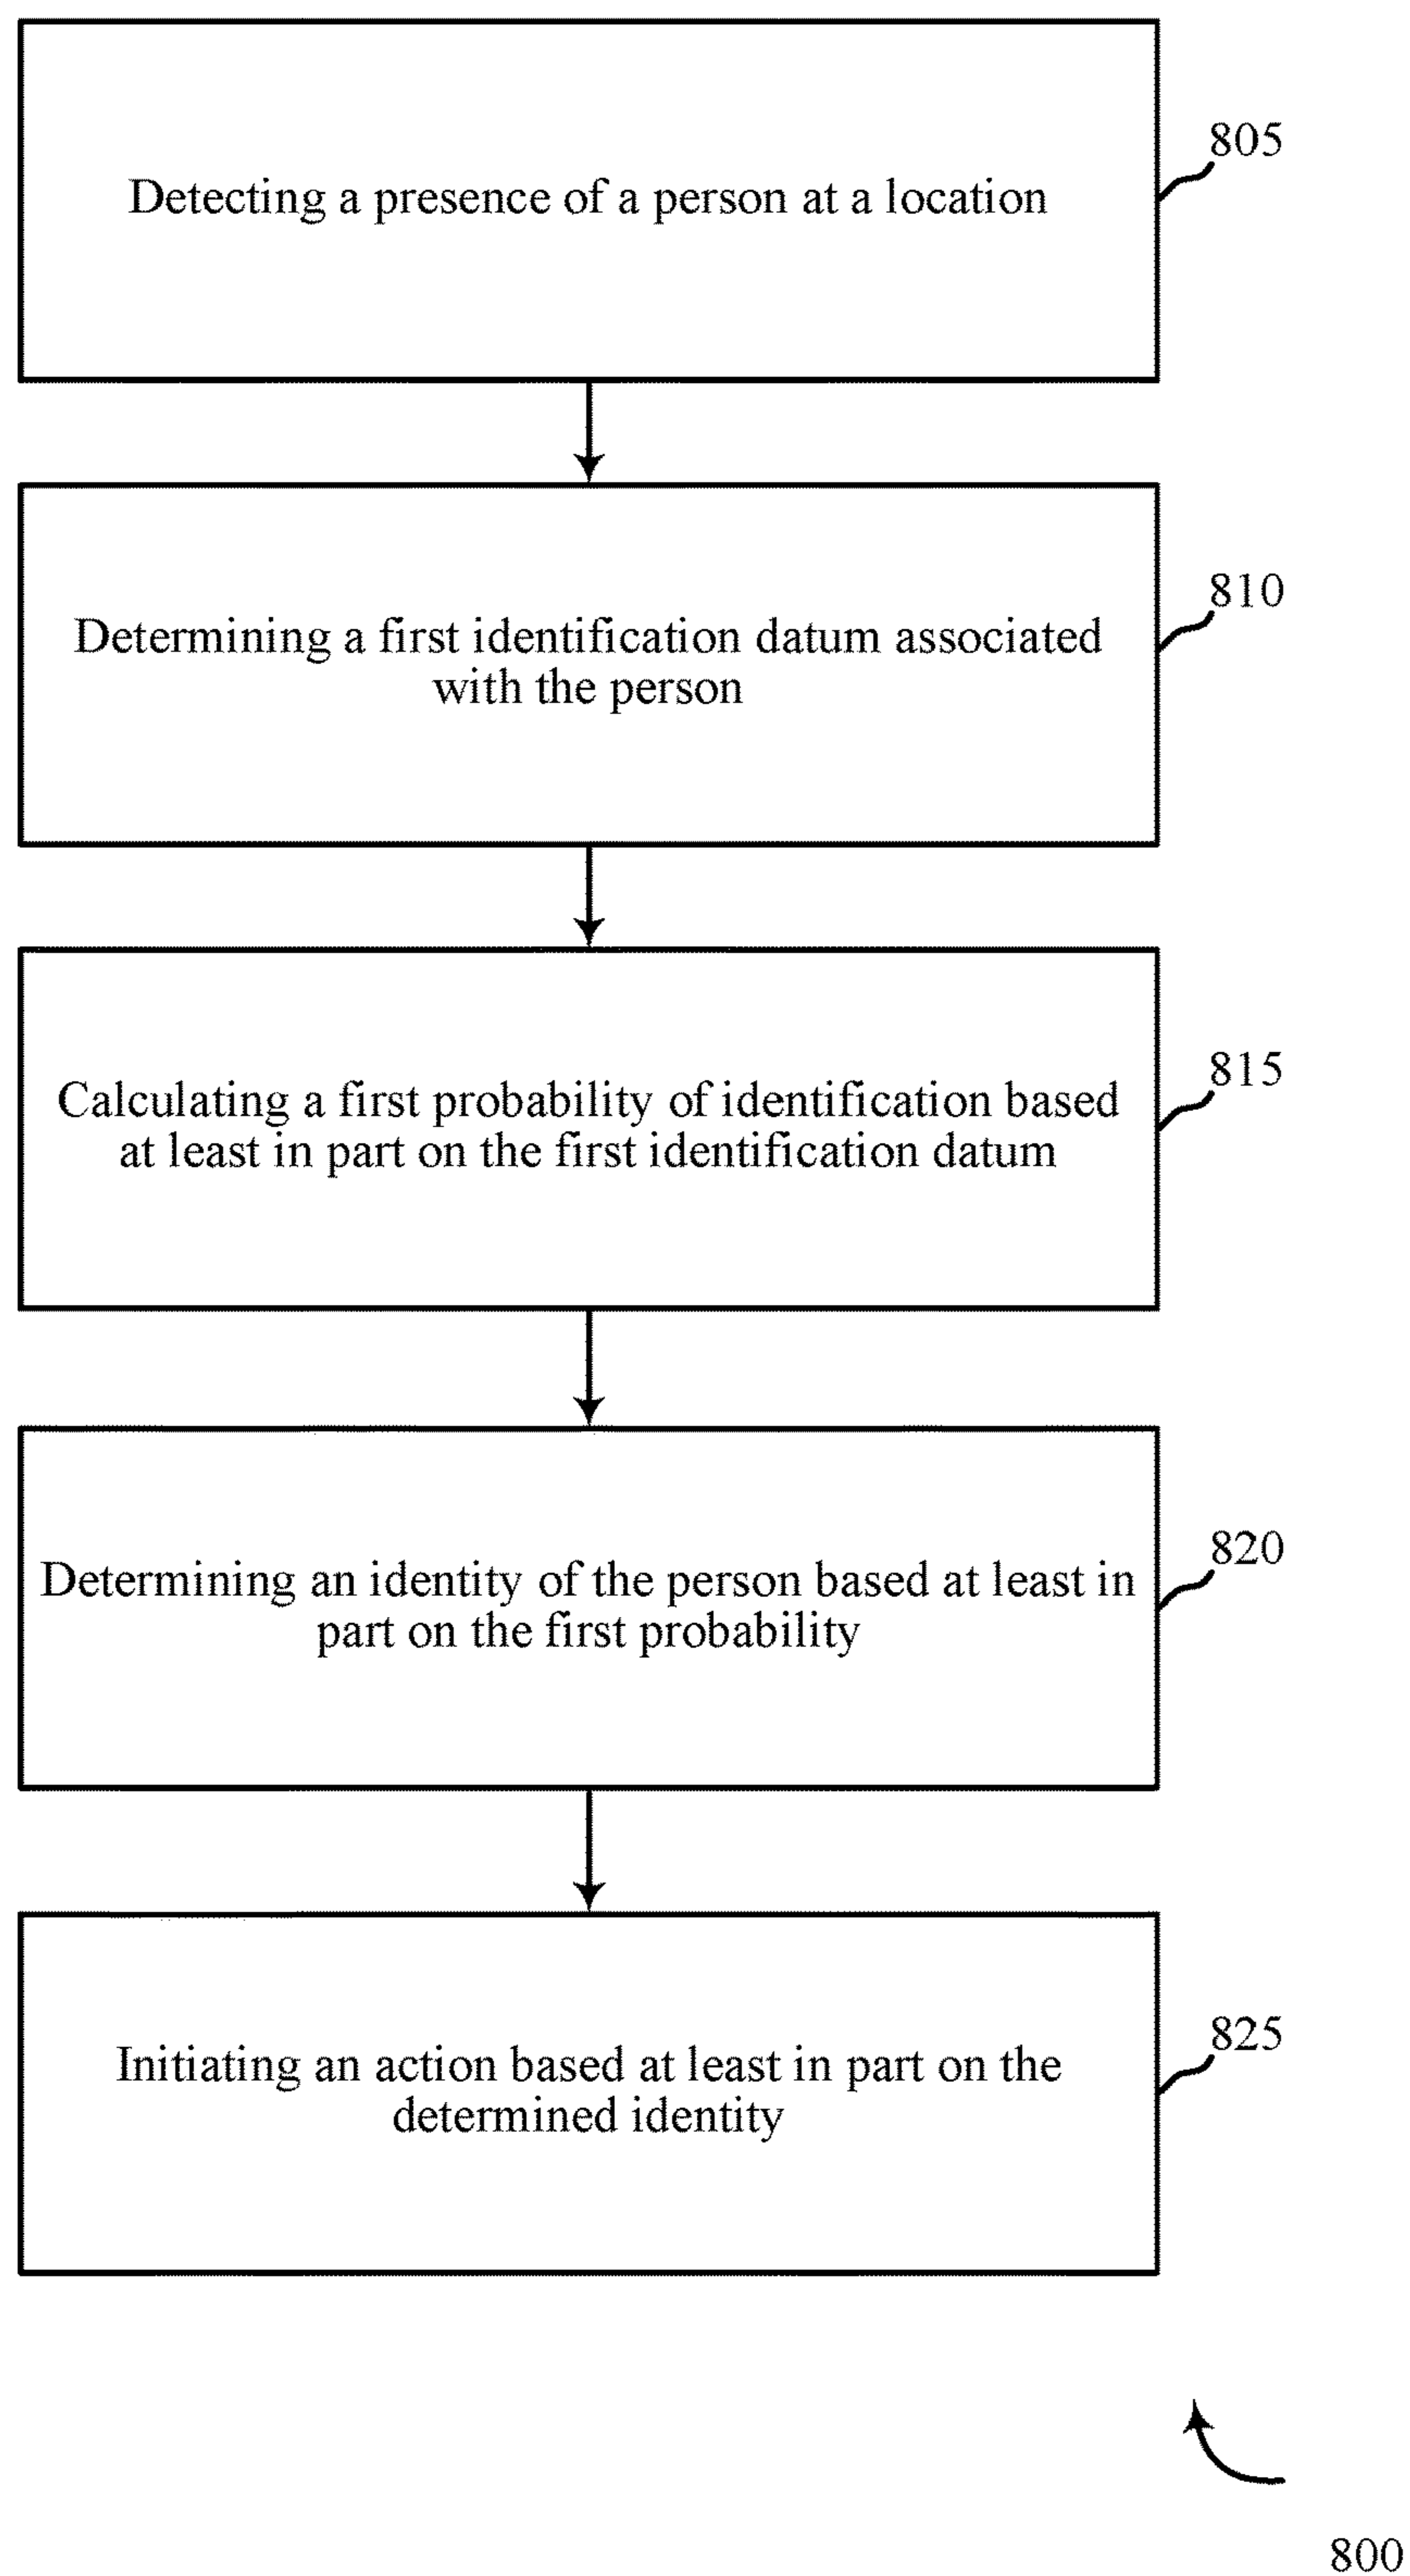 Detecting a presence of a person at a location
805
Determining a first identification datum associated
with the person
810
Calculating a first probability of identification based
at least in part on the first identification datum
815
Determining an identity of the person based at least in
part on the first probability
820
Initiating an action based at least in part on the
determined identity
825
800